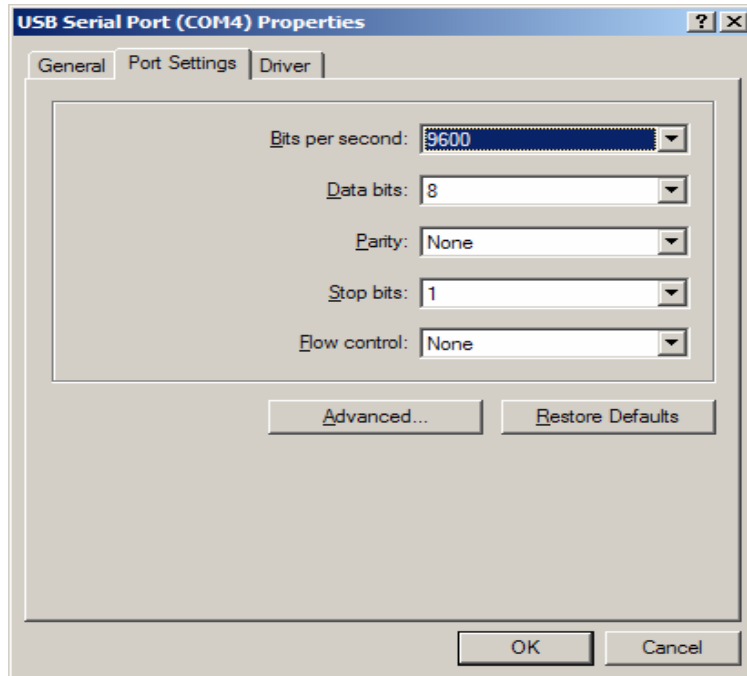 USB Serial Port (COM4) Properties
General Port Settings Driver
Bits per second: 9600
Data bits: 8
Parity: None
Stop bits: 1
Flow control: None
Advanced... Restore Defaults
OK Cancel